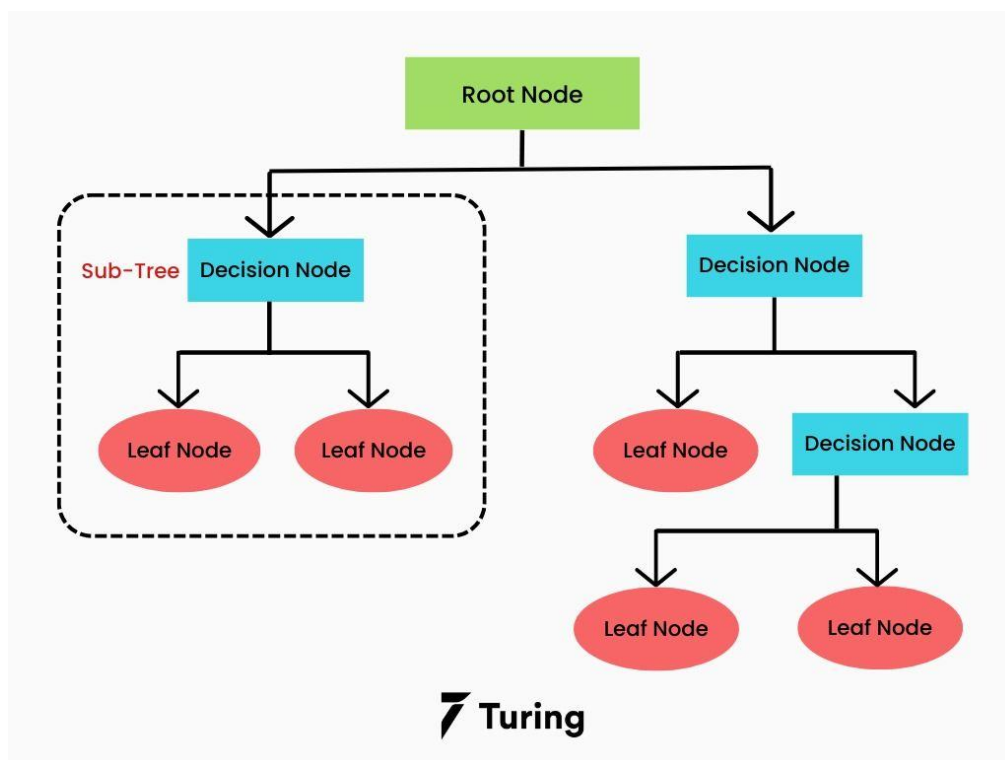 Root Node
Sub-Tree
Decision Node
Decision Node
Leaf Node
Leaf Node
Leaf Node
Decision Node
Leaf Node
Leaf Node
Turing